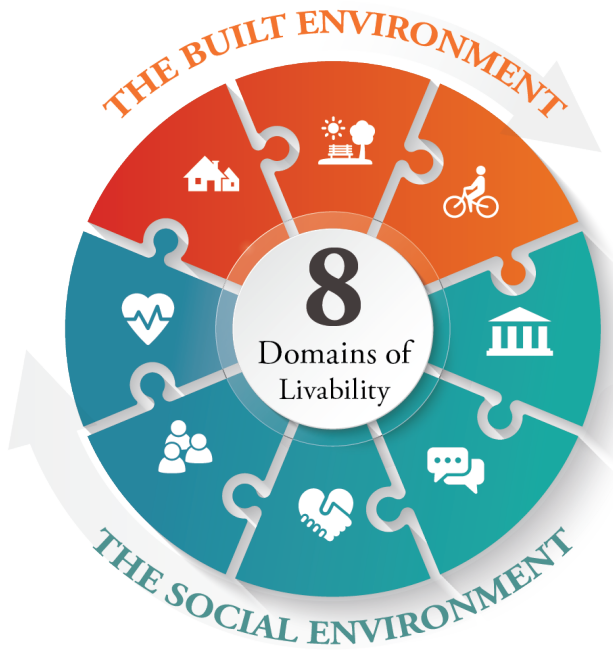 THE BUILT ENVIRONMENT
8
Domains of
Livability
THE SOCIAL ENVIRONMENT